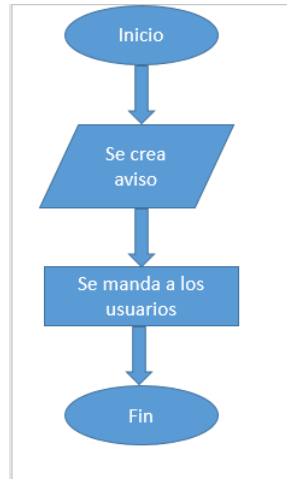 Inicio
Se crea
aviso
Se manda a los
usuarios
Fin